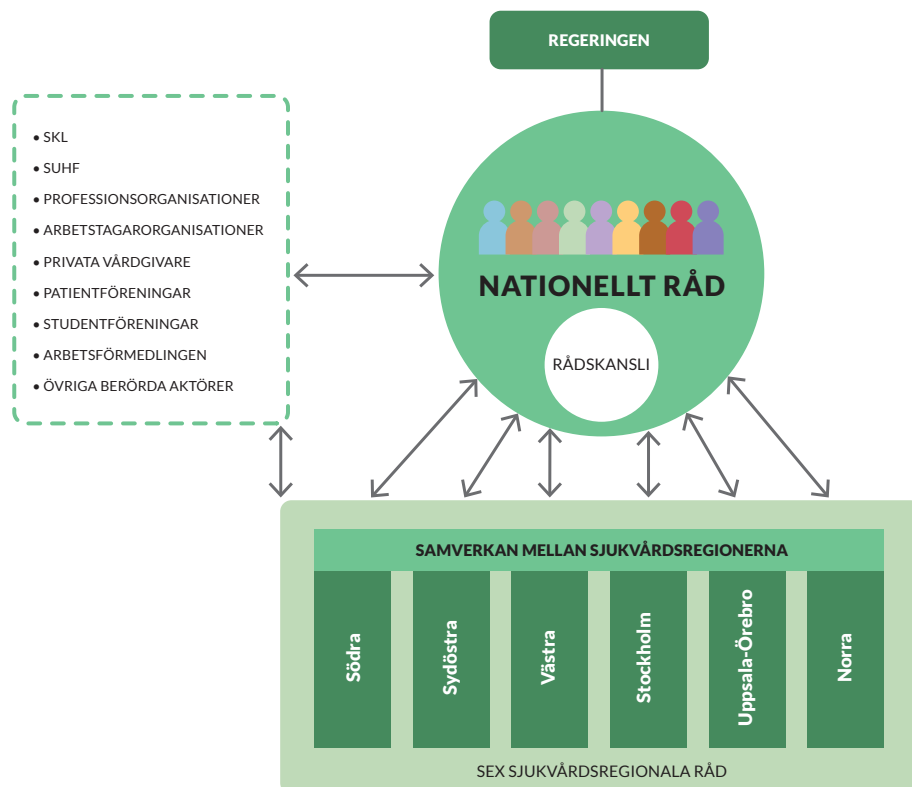 REGERINGEN
• SKL
• SUHF
• PROFESSIONSORGANISATIONER
• ARBETSTAGARORGANISATIONER
• PRIVATA VÅRDGIVARE
• PATIENTFÖRENINGAR
• STUDENTFÖRENINGAR
• ARBETSFÖRMEDLINGEN
• ÖVRIGA BERÖRDA AKTÖRER
NATIONELLT RÅD
RÅDSKANSLI
SAMVERKAN MELLAN SJUKVÅRDSREGIONERNA
Södra
Sydöstra
Västra
Stockholm
Uppsala-Örebro
Norra
SEX SJUKVÅRDSREGIONALA RÅD